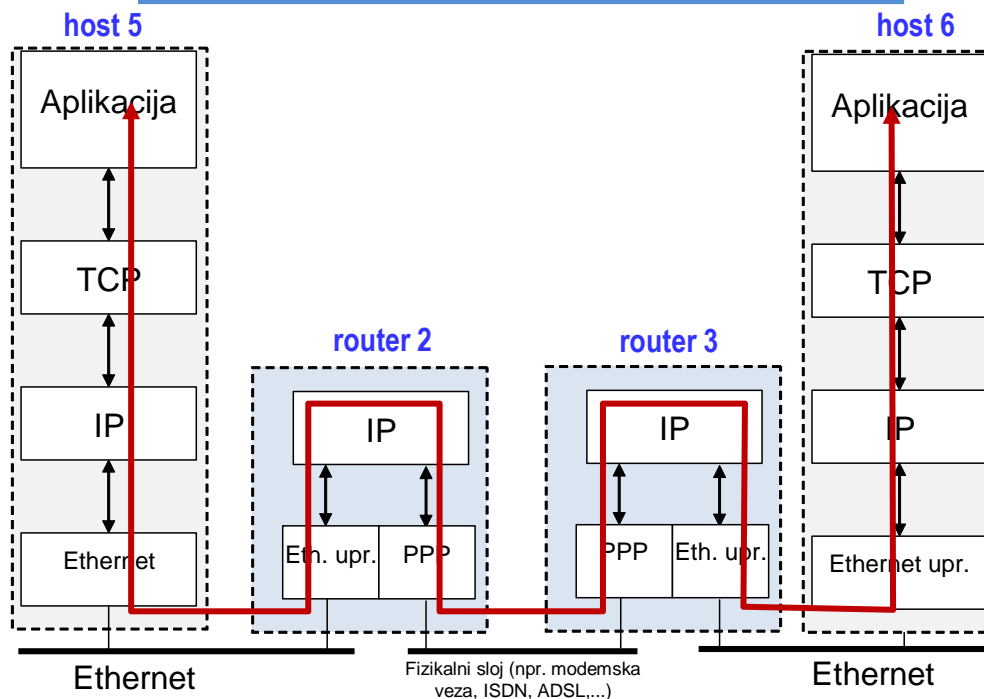 host 5
host 6
Aplikacija
Aplikacija
TCP
TCP
router 2
router 3
IP
IP
IP
IP
Ethernet
Eth. upr.
PPP
PPP
Eth. upr.
Ethernet upr.
Ethernet
Fizikalni sloj (npr. modemska
veza, ISDN, ADSL,...)
Ethernet